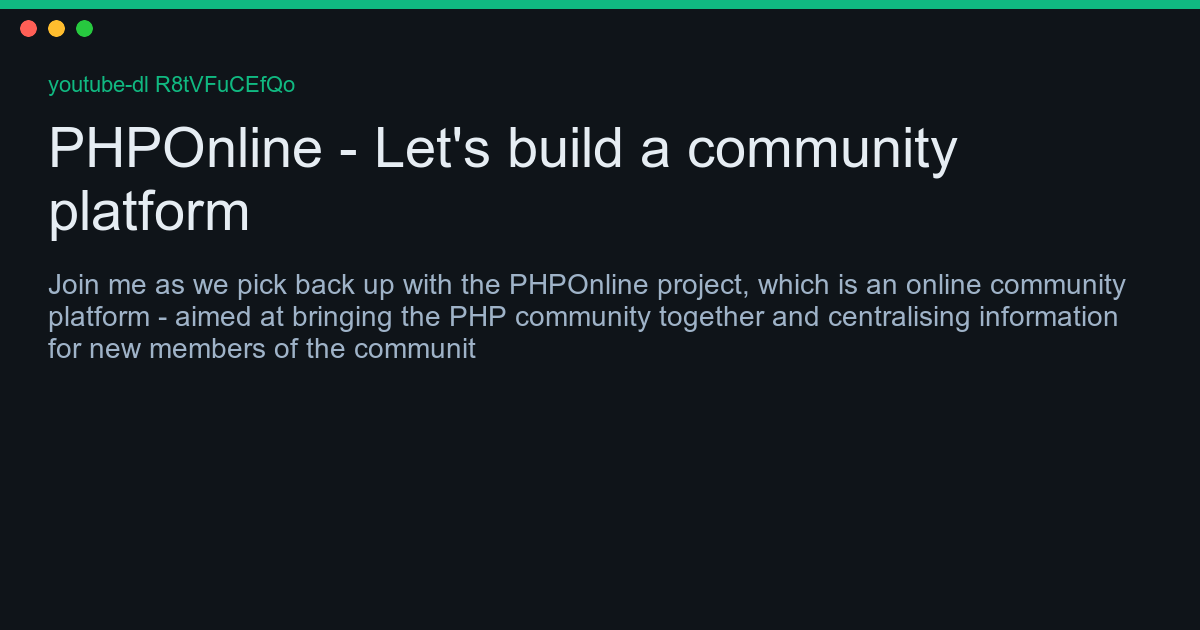 youtube-dl R8tVFuCEfQo
PHPOnline - Let's build a community
platform
Join me as we pick back up with the PHPOnline project, which is an online community
platform - aimed at bringing the PHP community together and centralising information
for new members of the communit